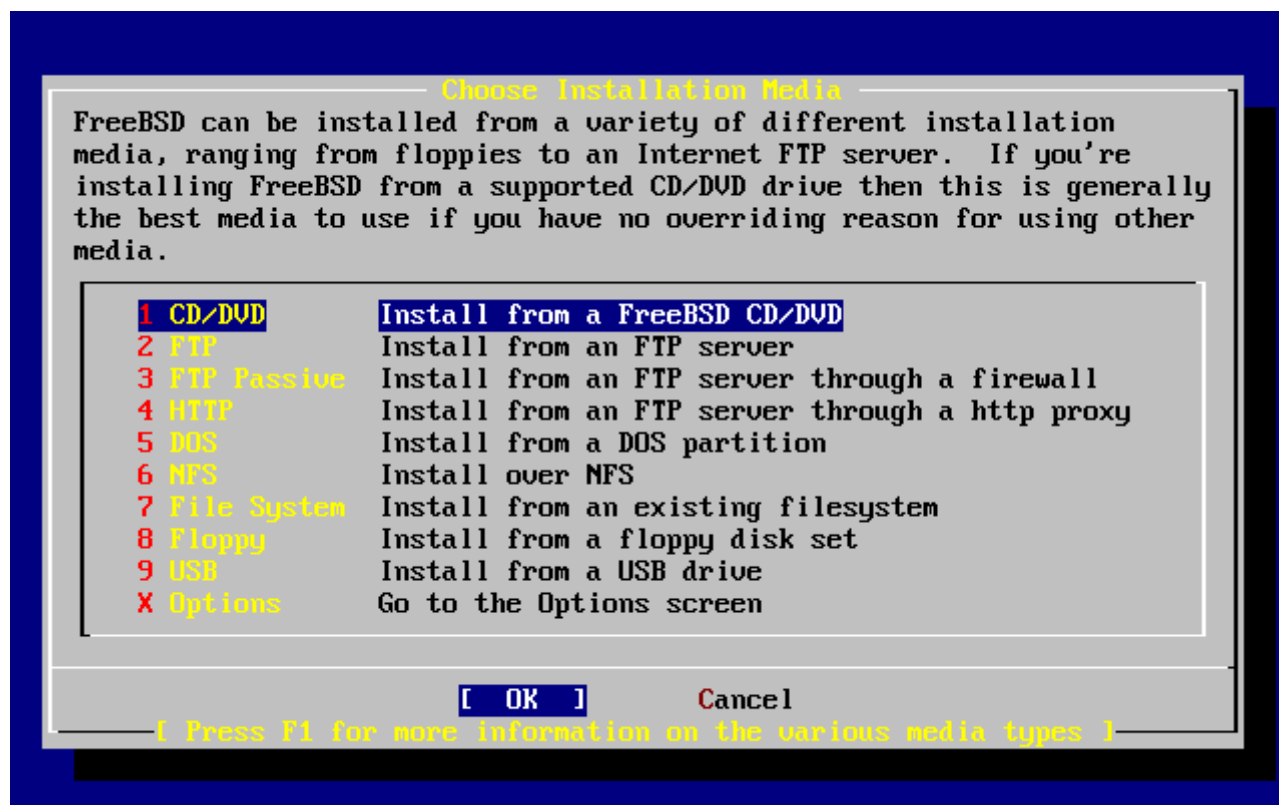 Choose Installation Media
FreeBSD can be installed from a variety of different installation
media, ranging from floppies to an Internet FTP server.  If you're
installing FreeBSD from a supported CD/DVD drive then this is generally
the best media to use if you have no overriding reason for using other
media.
1 CD/DVD Install from a FreeBSD CD/DVD
2 FTP Install from an FTP server
3 FTP Passive Install from an FTP server through a firewall
4 HTTP Install from an FTP server through a http proxy
5 DOS Install from a DOS partition
6 NFS Install over NFS
7 File System Install from an existing filesystem
8 Floppy Install from a floppy disk set
9 USB Install from a USB drive
X Options Go to the Options screen
[ OK ] Cancel
[ Press F1 for more information on the various media types ]